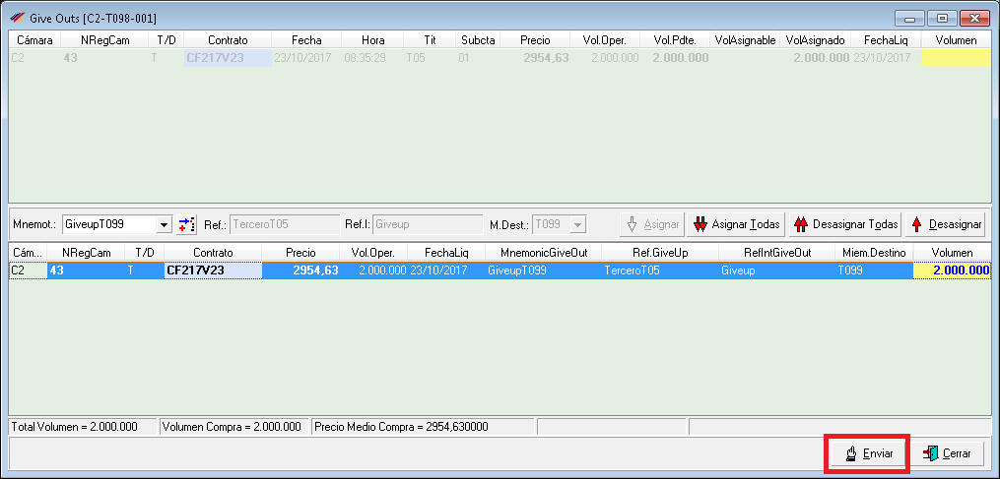 Give Outs [C2-T098-001]
Cámara NRegCam T/D Contrato Fecha Hora Tit Subcta Precio Vol.Oper. Vol.Pdte. VolAsignable VolAsignado FechaLiq Volumen
C2 43 T CF217V23 23/10/2017 08:35:29 T05 01 2954,63 2.000.000 2.000.000 2.000.000 23/10/2017
Mnemot.: GiveupT099 Ref.: TerceroT05 Ref.I: Giveup M.Dest.: T099 Asignar Asignar Todas Desasignar Todas Desasignar
Cám... NRegCam T/D Contrato Precio Vol.Oper. FechaLiq MnemonicGiveOut Ref.GiveUp RefIntGiveOut Miem.Destino Volumen
C2 43 T CF217V23 2954,63 2.000.000 23/10/2017 GiveupT099 TerceroT05 Giveup T099 2.000.000
Total Volumen = 2.000.000 Volumen Compra = 2.000.000 Precio Medio Compra = 2954,630000
Enviar Cerrar